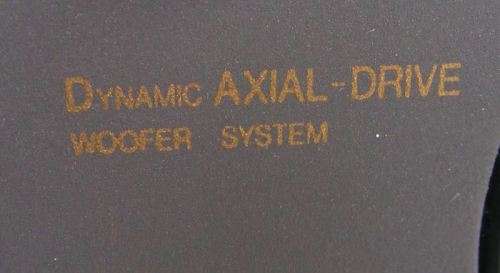 DYNAMIC AXIAL-DRIVE
WOOFER SYSTEM